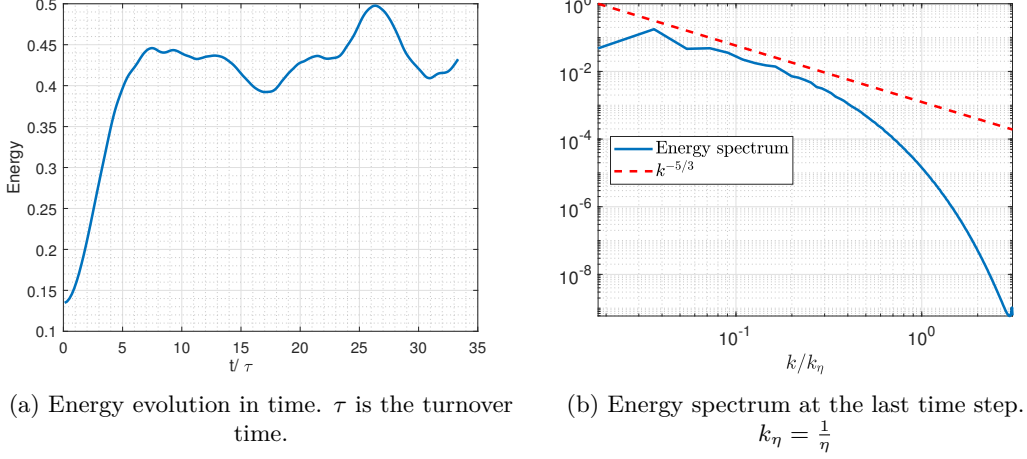 0.5
0.45
0.4
0.35
0.3
0.25
0.2
0.15
0.1
Energy
0 5 10 15 20 25 30 35
t/ τ
(a) Energy evolution in time. τ is the turnover
time.
10^0
10^-2
10^-4
10^-6
10^-8
Energy spectrum
k^{-5/3}
10^-1 10^0
k/k_η
(b) Energy spectrum at the last time step.
k_η = 1/η